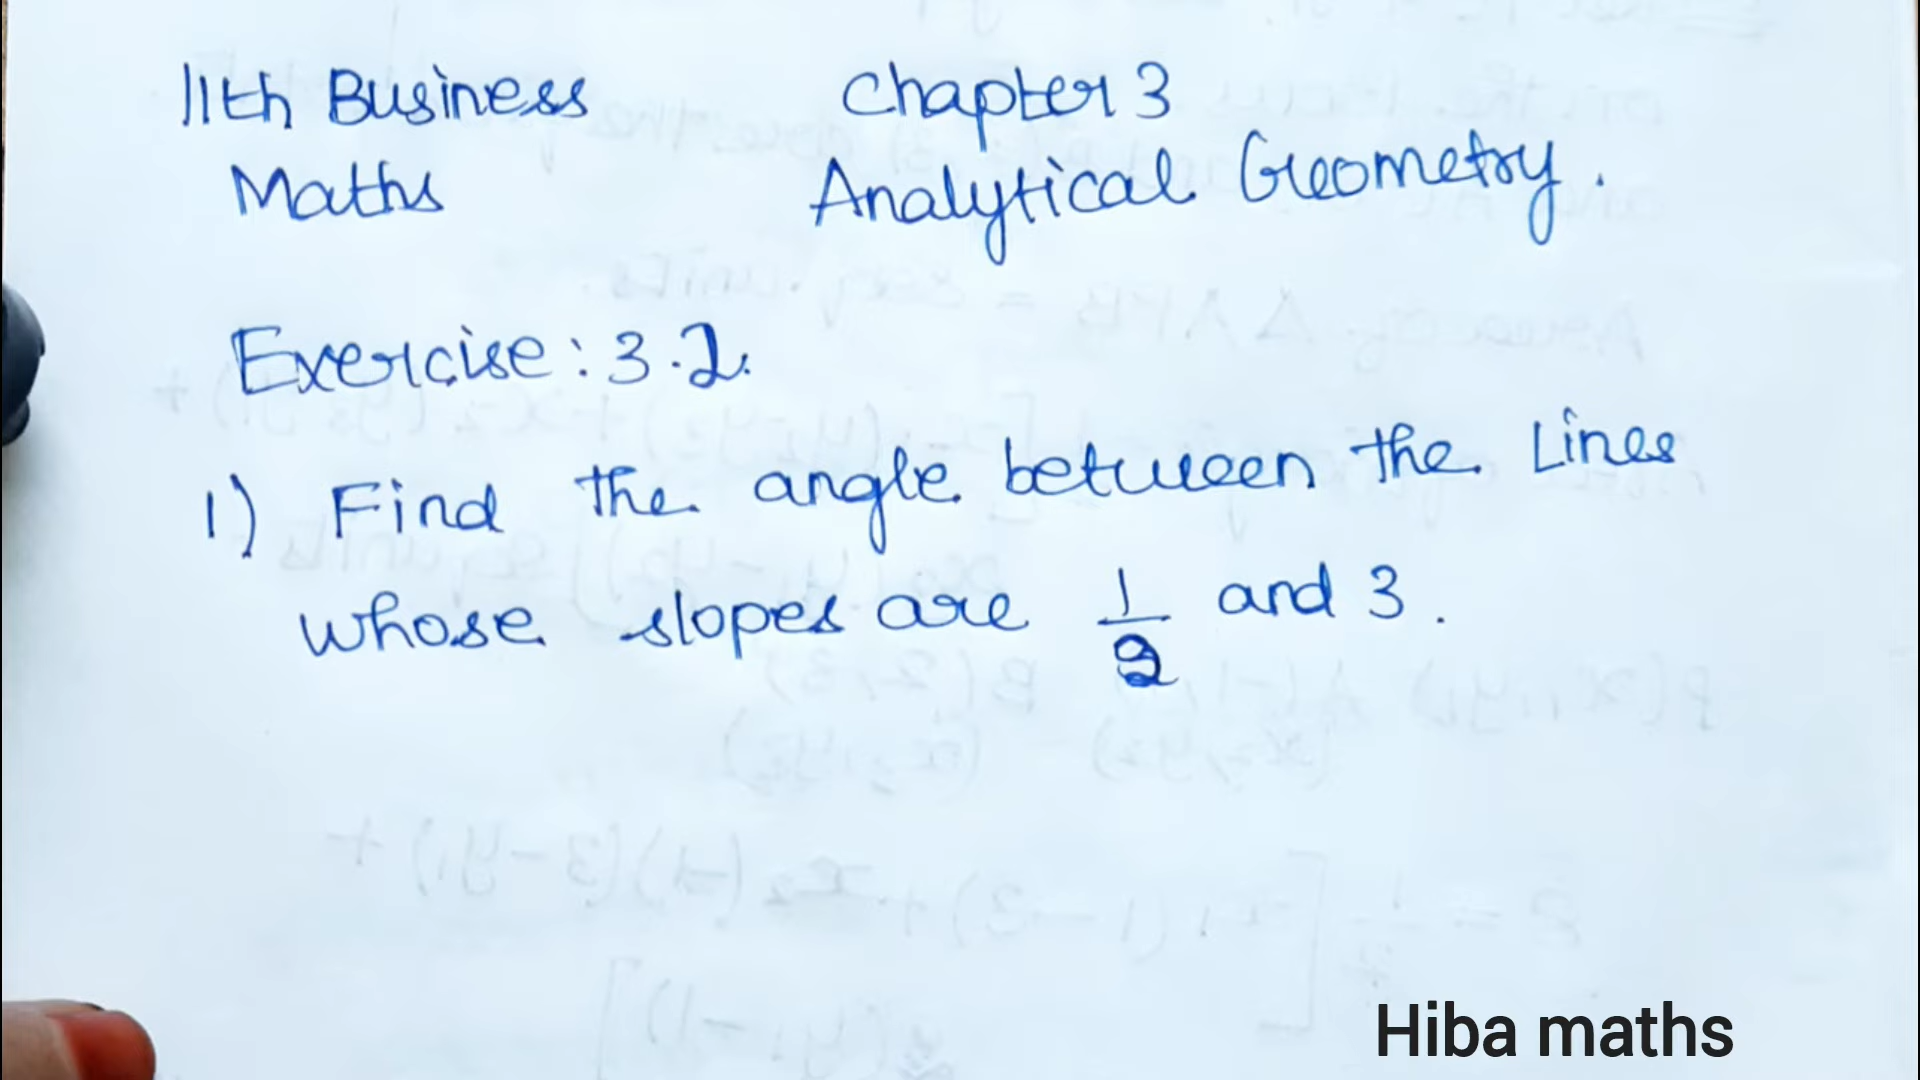 11th Business
Maths
Chapter 3
Analytical Geometry.
Exercise: 3.2.
1) Find the angle between the Lines
whose slopes are 1/2 and 3.
Hiba maths